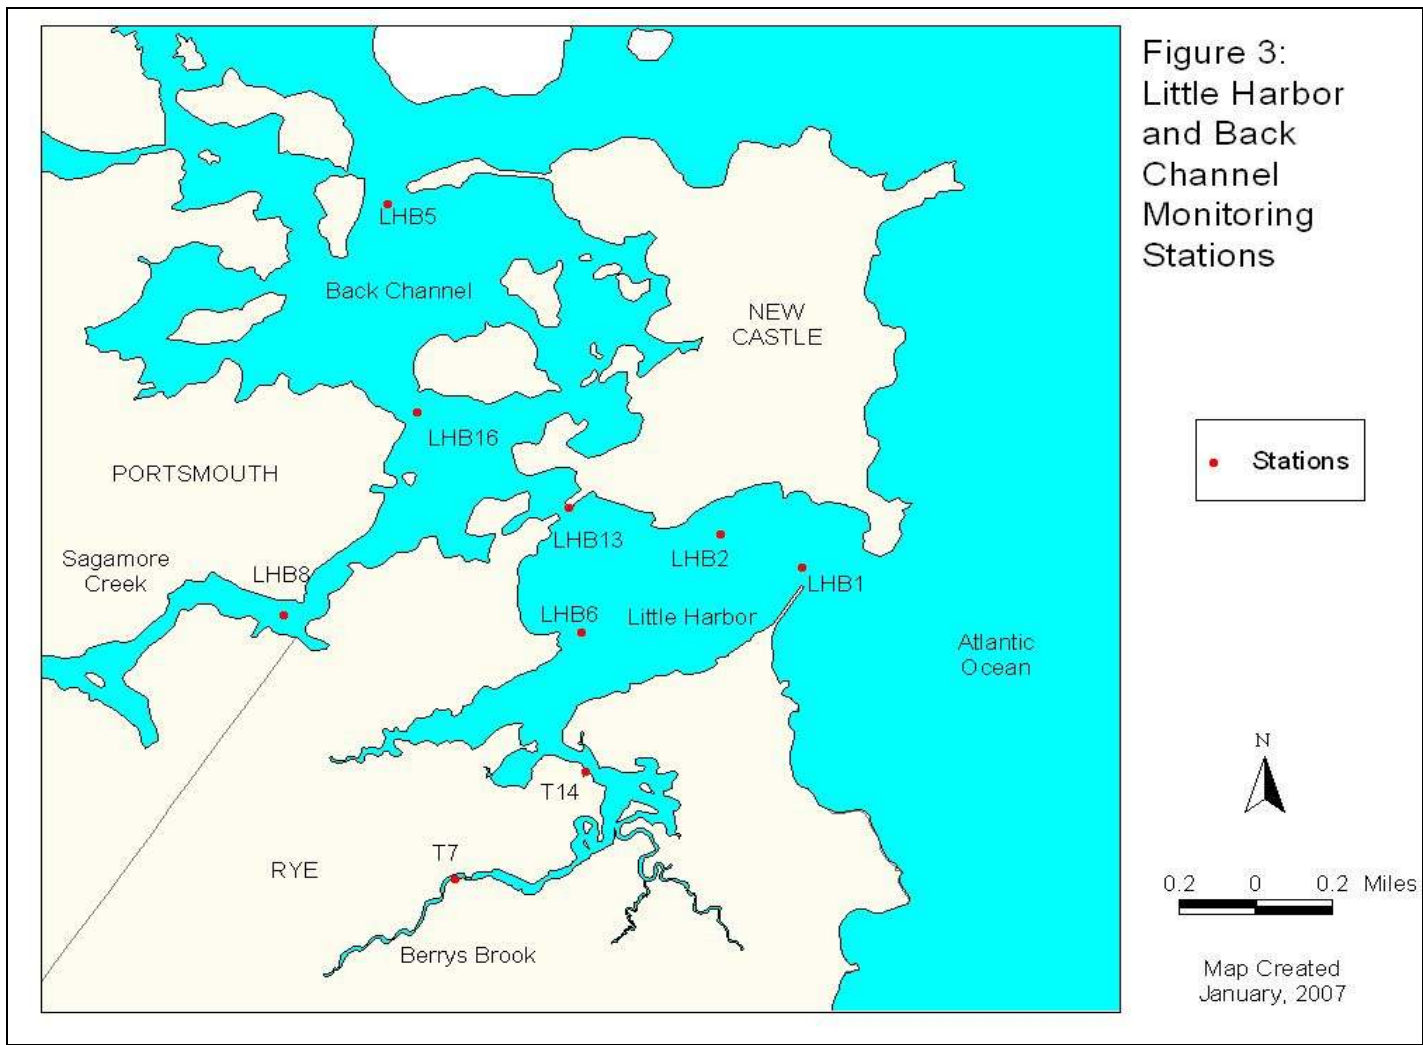 Figure 3:
Little Harbor
and Back
Channel
Monitoring
Stations
LHB5
Back Channel
NEW
CASTLE
LHB16
PORTSMOUTH
Stations
LHB13
LHB2
Sagamore
Creek
LHB8
LHB1
LHB6
Little Harbor
Atlantic
Ocean
N
T14
T7
RYE
0.2 0 0.2 Miles
Berrys Brook
Map Created
January, 2007